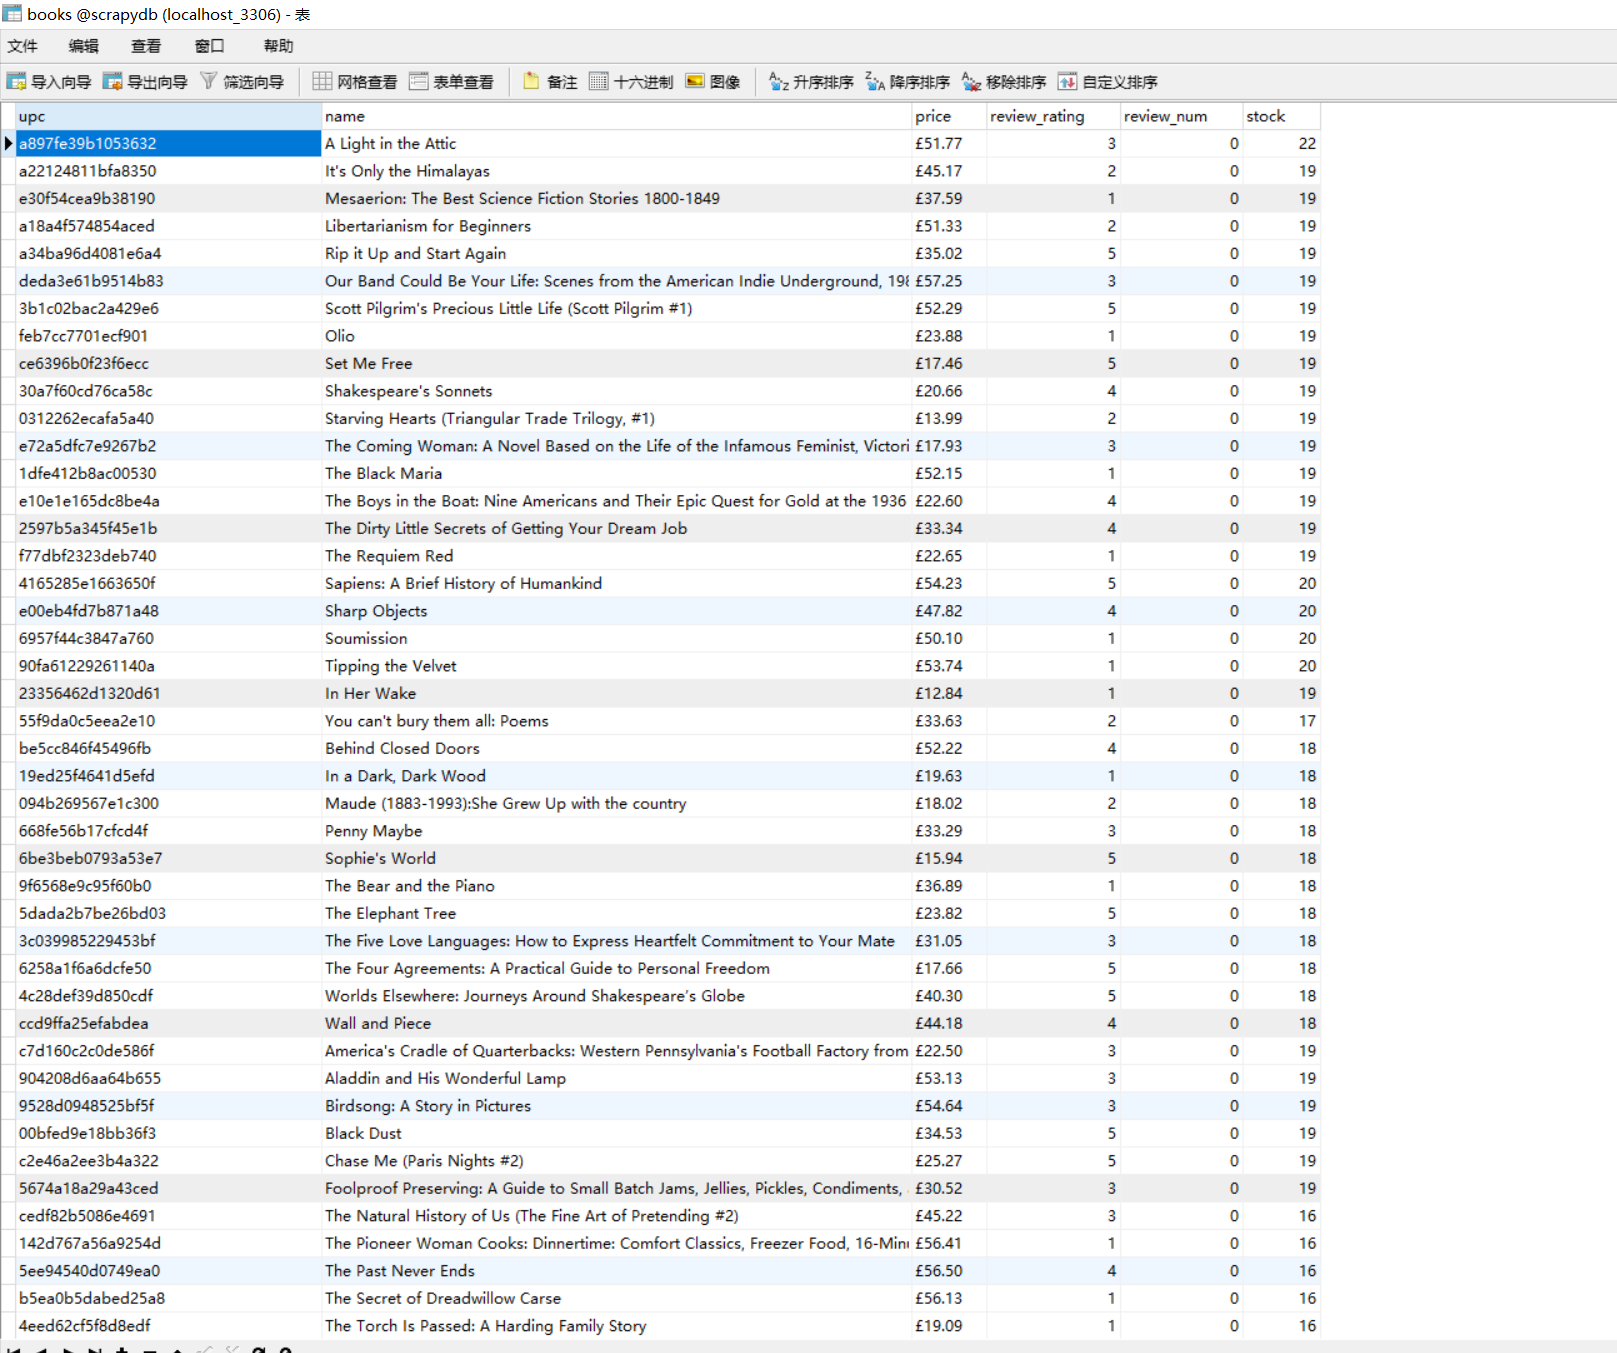 books @scrapydb (localhost_3306) - 表
文件 编辑 查看 窗口 帮助
导入向导 导出向导 筛选向导 网格查看 表单查看 备注 十六进制 图像 升序排序 降序排序 移除排序 自定义排序
upc name price review_rating review_num stock
a897fe39b1053632 A Light in the Attic £51.77 3 0 22
a22124811bfa8350 It's Only the Himalayas £45.17 2 0 19
e30f54cea9b38190 Mesaerion: The Best Science Fiction Stories 1800-1849 £37.59 1 0 19
a18a4f574854aced Libertarianism for Beginners £51.33 2 0 19
a34ba96d4081e6a4 Rip it Up and Start Again £35.02 5 0 19
deda3e61b9514b83 Our Band Could Be Your Life: Scenes from the American Indie Underground, 198 £57.25 3 0 19
3b1c02bac2a429e6 Scott Pilgrim's Precious Little Life (Scott Pilgrim #1) £52.29 5 0 19
feb7cc7701ecf901 Olio £23.88 1 0 19
ce6396b0f23f6ecc Set Me Free £17.46 5 0 19
30a7f60cd76ca58c Shakespeare's Sonnets £20.66 4 0 19
0312262ecafa5a40 Starving Hearts (Triangular Trade Trilogy, #1) £13.99 2 0 19
e72a5dfc7e9267b2 The Coming Woman: A Novel Based on the Life of the Infamous Feminist, Victori £17.93 3 0 19
1dfe412b8ac00530 The Black Maria £52.15 1 0 19
e10e1e165dc8be4a The Boys in the Boat: Nine Americans and Their Epic Quest for Gold at the 1936 £22.60 4 0 19
2597b5a345f45e1b The Dirty Little Secrets of Getting Your Dream Job £33.34 4 0 19
f77dbf2323deb740 The Requiem Red £22.65 1 0 19
4165285e1663650f Sapiens: A Brief History of Humankind £54.23 5 0 20
e00eb4fd7b871a48 Sharp Objects £47.82 4 0 20
6957f44c3847a760 Soumission £50.10 1 0 20
90fa61229261140a Tipping the Velvet £53.74 1 0 20
23356462d1320d61 In Her Wake £12.84 1 0 19
55f9da0c5eea2e10 You can't bury them all: Poems £33.63 2 0 17
be5cc846f45496fb Behind Closed Doors £52.22 4 0 18
19ed25f4641d5efd In a Dark, Dark Wood £19.63 1 0 18
094b269567e1c300 Maude (1883-1993):She Grew Up with the country £18.02 2 0 18
668fe56b17cfcd4f Penny Maybe £33.29 3 0 18
6be3beb0793a53e7 Sophie's World £15.94 5 0 18
9f6568e9c95f60b0 The Bear and the Piano £36.89 1 0 18
5dada2b7be26bd03 The Elephant Tree £23.82 5 0 18
3c039985229453bf The Five Love Languages: How to Express Heartfelt Commitment to Your Mate £31.05 3 0 18
6258a1f6a6dcfe50 The Four Agreements: A Practical Guide to Personal Freedom £17.66 5 0 18
4c28def39d850cdf Worlds Elsewhere: Journeys Around Shakespeare's Globe £40.30 5 0 18
ccd9ffa25efabdea Wall and Piece £44.18 4 0 18
c7d160c2c0de586f America's Cradle of Quarterbacks: Western Pennsylvania's Football Factory from £22.50 3 0 19
904208d6aa64b655 Aladdin and His Wonderful Lamp £53.13 3 0 19
9528d0948525bf5f Birdsong: A Story in Pictures £54.64 3 0 19
00bfed9e18bb36f3 Black Dust £34.53 5 0 19
c2e46a2ee3b4a322 Chase Me (Paris Nights #2) £25.27 5 0 19
5674a18a29a43ced Foolproof Preserving: A Guide to Small Batch Jams, Jellies, Pickles, Condiments, £30.52 3 0 19
cedf82b5086e4691 The Natural History of Us (The Fine Art of Pretending #2) £45.22 3 0 16
142d767a56a9254d The Pioneer Woman Cooks: Dinnertime: Comfort Classics, Freezer Food, 16-Minu £56.41 1 0 16
5ee94540d0749ea0 The Past Never Ends £56.50 4 0 16
b5ea0b5dabed25a8 The Secret of Dreadwillow Carse £56.13 1 0 16
4eed62cf5f8d8edf The Torch Is Passed: A Harding Family Story £19.09 1 0 16